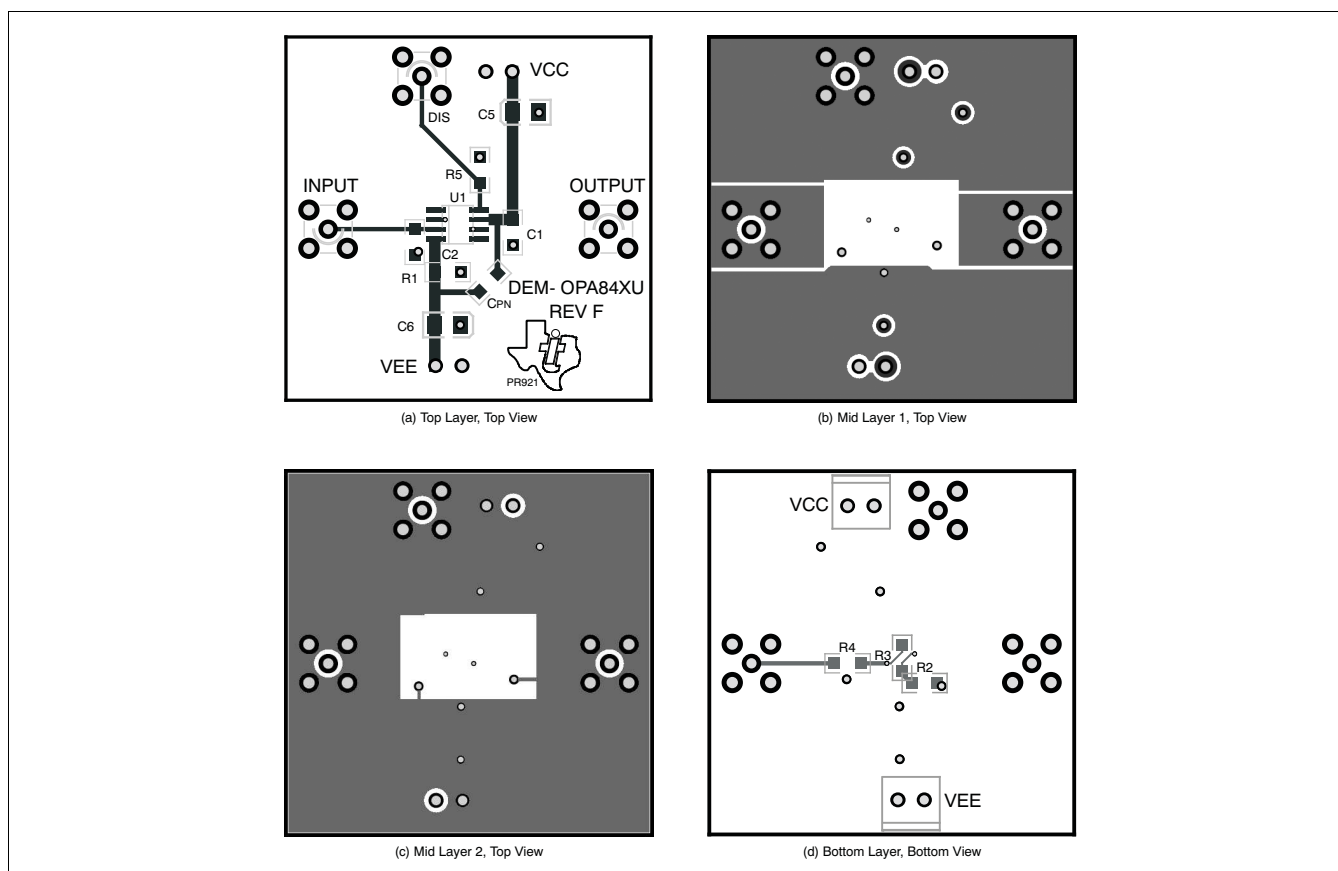 VCC
C5
DIS
R5
INPUT
U1
OUTPUT
C1
C2
R1
DEM- OPA84XU
CPN
REV F
C6
VEE
PR921
(a) Top Layer, Top View
(b) Mid Layer 1, Top View
VCC
R4
R3
R2
VEE
(c) Mid Layer 2, Top View
(d) Bottom Layer, Bottom View